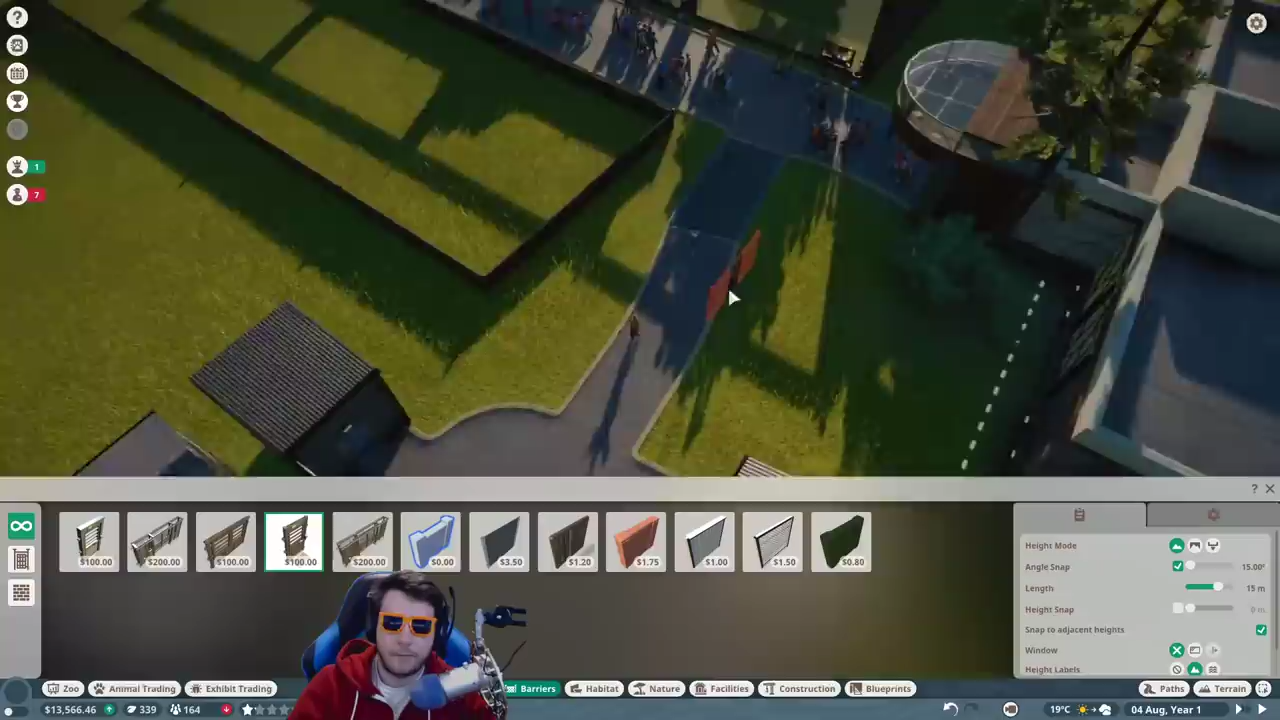 ?
1
7
? ✕
$100.00 $200.00 $100.00 $100.00 $200.00 $0.00 $3.50 $1.20 $1.75 $1.00 $1.50 $0.80
Height Mode
Angle Snap 15.00°
Length 15 m
Height Snap 0 m
Snap to adjacent heights
Window
Height Labels
Zoo Animal Trading Exhibit Trading Barriers Habitat Nature Facilities Construction Blueprints Paths Terrain
$13,566.46 339 164 19°C 04 Aug, Year 1